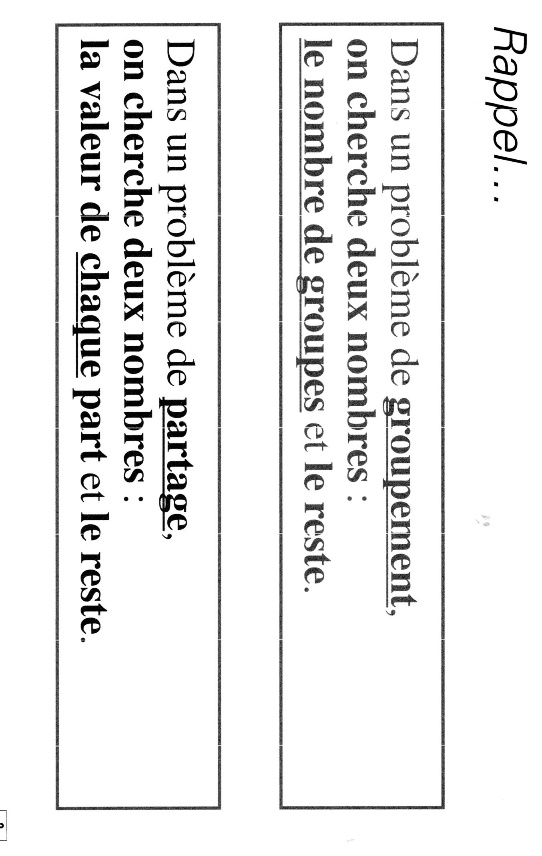 Rappel...
Dans un problème de groupement,
on cherche deux nombres :
le nombre de groupes et le reste.
Dans un problème de partage,
on cherche deux nombres :
la valeur de chaque part et le reste.